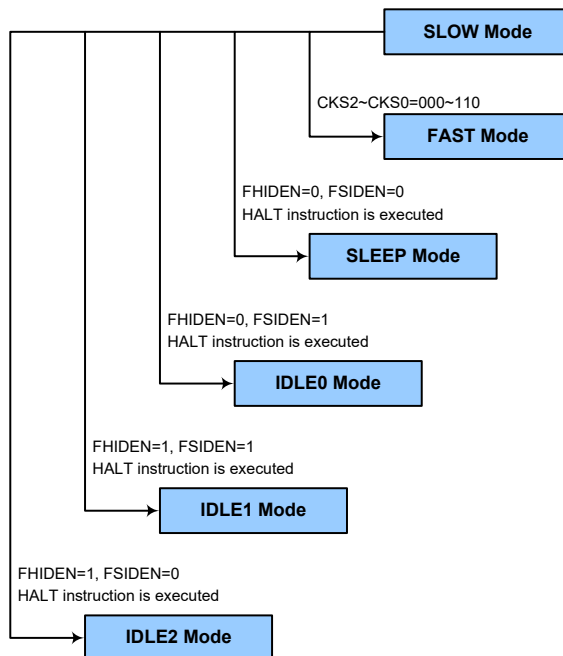 SLOW Mode
CKS2~CKS0=000~110
FAST Mode
FHIDEN=0, FSIDEN=0
HALT instruction is executed
SLEEP Mode
FHIDEN=0, FSIDEN=1
HALT instruction is executed
IDLE0 Mode
FHIDEN=1, FSIDEN=1
HALT instruction is executed
IDLE1 Mode
FHIDEN=1, FSIDEN=0
HALT instruction is executed
IDLE2 Mode